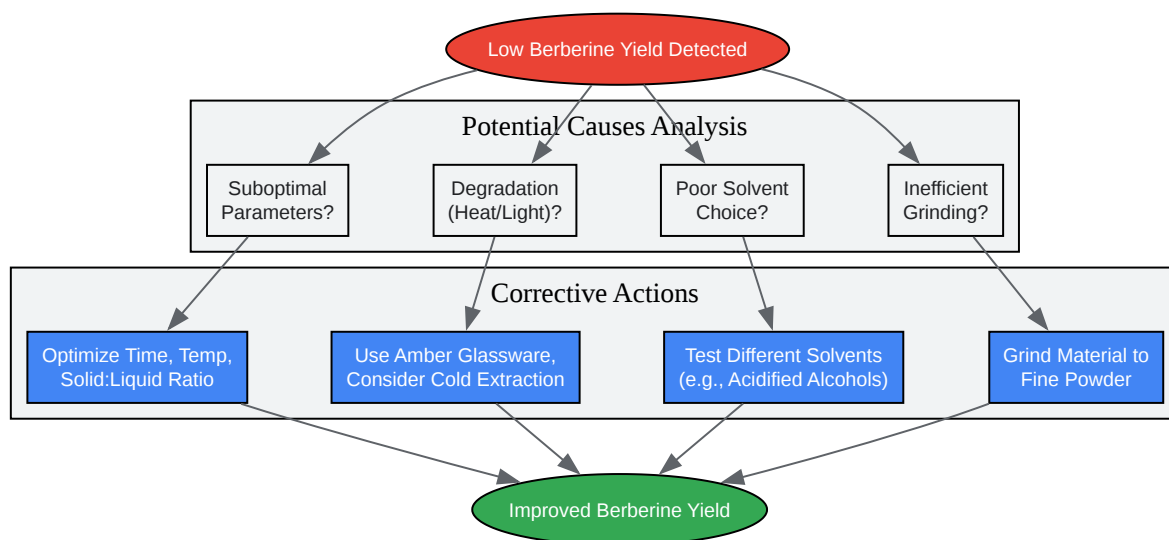 Low Berberine Yield Detected
Potential Causes Analysis
Suboptimal
Parameters?
Degradation
(Heat/Light)?
Poor Solvent
Choice?
Inefficient
Grinding?
Corrective Actions
Optimize Time, Temp,
Solid:Liquid Ratio
Use Amber Glassware,
Consider Cold Extraction
Test Different Solvents
(e.g., Acidified Alcohols)
Grind Material to
Fine Powder
Improved Berberine Yield